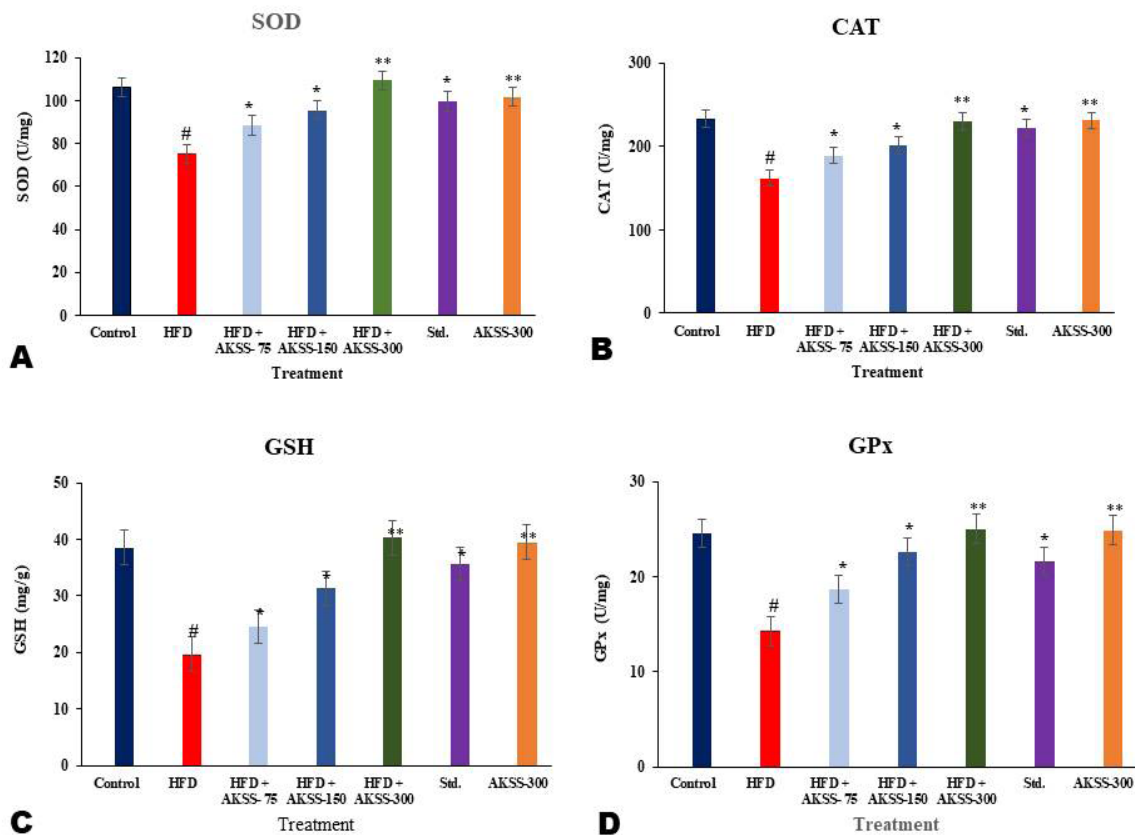 SOD
SOD (U/mg)
120
100
80
60
40
20
0
#
*
*
**
*
**
Control
HFD
HFD +
AKSS- 75
HFD +
AKSS-150
HFD +
AKSS-300
Std.
AKSS-300
Treatment
A
CAT
CAT (U/mg)
300
200
100
0
#
*
*
**
*
**
Control
HFD
HFD +
AKSS- 75
HFD +
AKSS-150
HFD +
AKSS-300
Std.
AKSS-300
Treatment
B
GSH
GSH (mg/g)
50
40
30
20
10
0
#
*
*
**
*
**
Control
HFD
HFD +
AKSS- 75
HFD +
AKSS-150
HFD +
AKSS-300
Std.
AKSS-300
Treatment
C
GPx
GPx (U/mg)
30
20
10
0
#
*
*
**
*
**
Control
HFD
HFD +
AKSS- 75
HFD +
AKSS-150
HFD +
AKSS-300
Std.
AKSS-300
Treatment
D